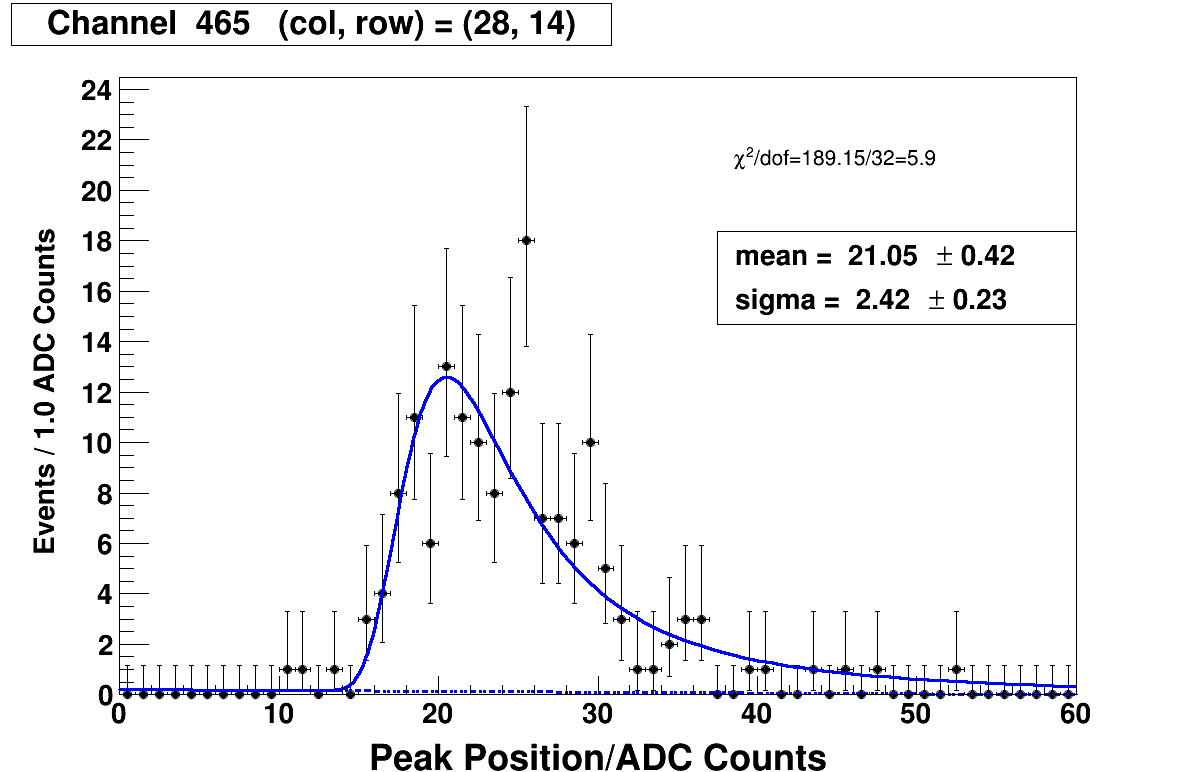 Channel 465 (col, row) = (28, 14)
24
22
20
18
16
14
12
10
8
6
4
2
0
Events / 1.0 ADC Counts
χ²/dof=189.15/32=5.9
mean = 21.05 ± 0.42
sigma = 2.42 ± 0.23
0 10 20 30 40 50 60
Peak Position/ADC Counts